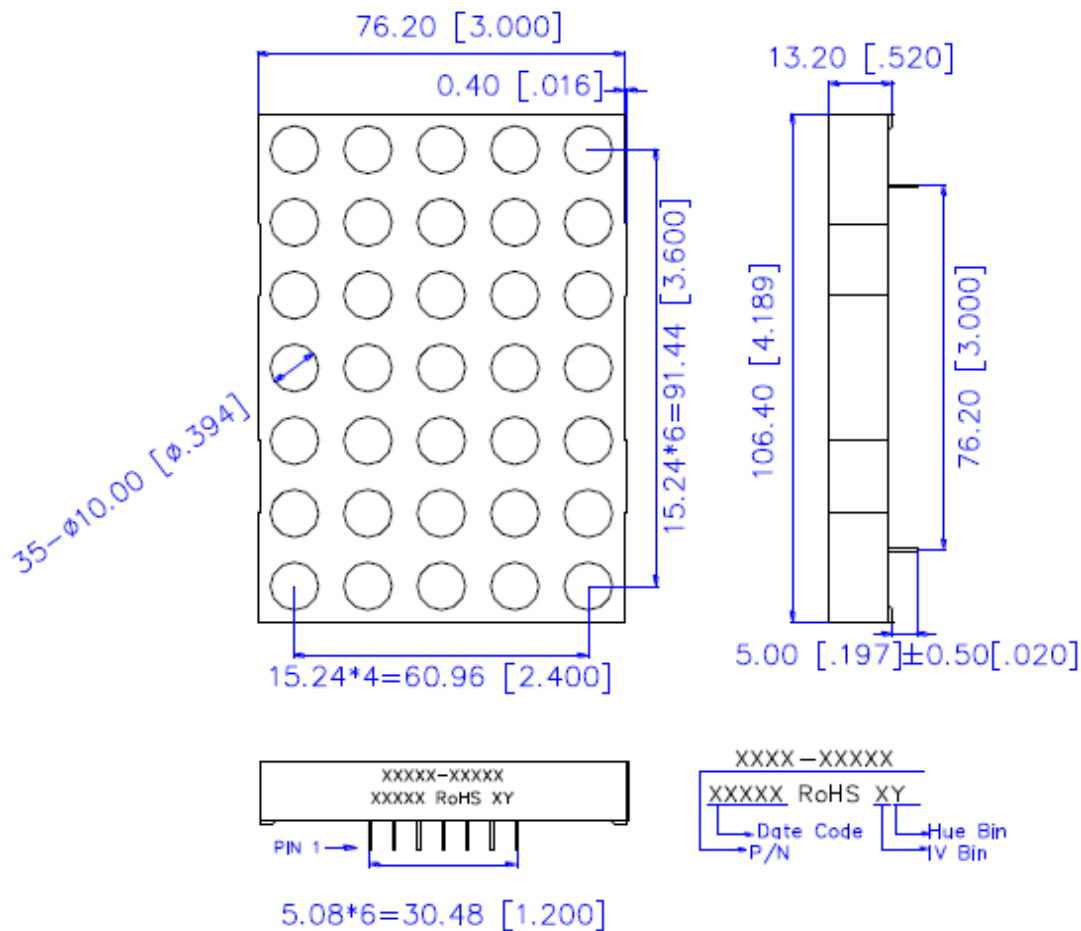 76.20 [3.000]
0.40 [.016]
13.20 [.520]
15.24*6=91.44 [3.600]
106.40 [4.189]
76.20 [3.000]
35-ø10.00 [ø.394]
15.24*4=60.96 [2.400]
5.00 [.197]±0.50[.020]
XXXXX-XXXXX
XXXXX RoHS XY
PIN 1
5.08*6=30.48 [1.200]
XXXX-XXXXX
XXXXX RoHS XY
Date Code
Hue Bin
P/N
IV Bin